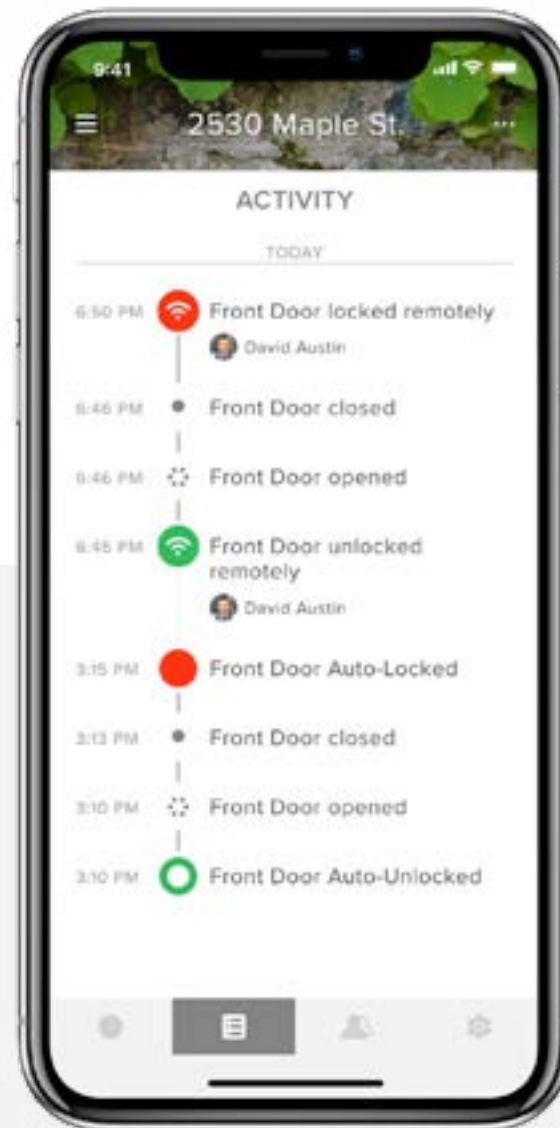 9:41
2530 Maple St.
ACTIVITY
TODAY
6:50 PM Front Door locked remotely
David Austin
6:46 PM Front Door closed
6:46 PM Front Door opened
6:45 PM Front Door unlocked
remotely
David Austin
3:15 PM Front Door Auto-Locked
3:13 PM Front Door closed
3:10 PM Front Door opened
3:10 PM Front Door Auto-Unlocked